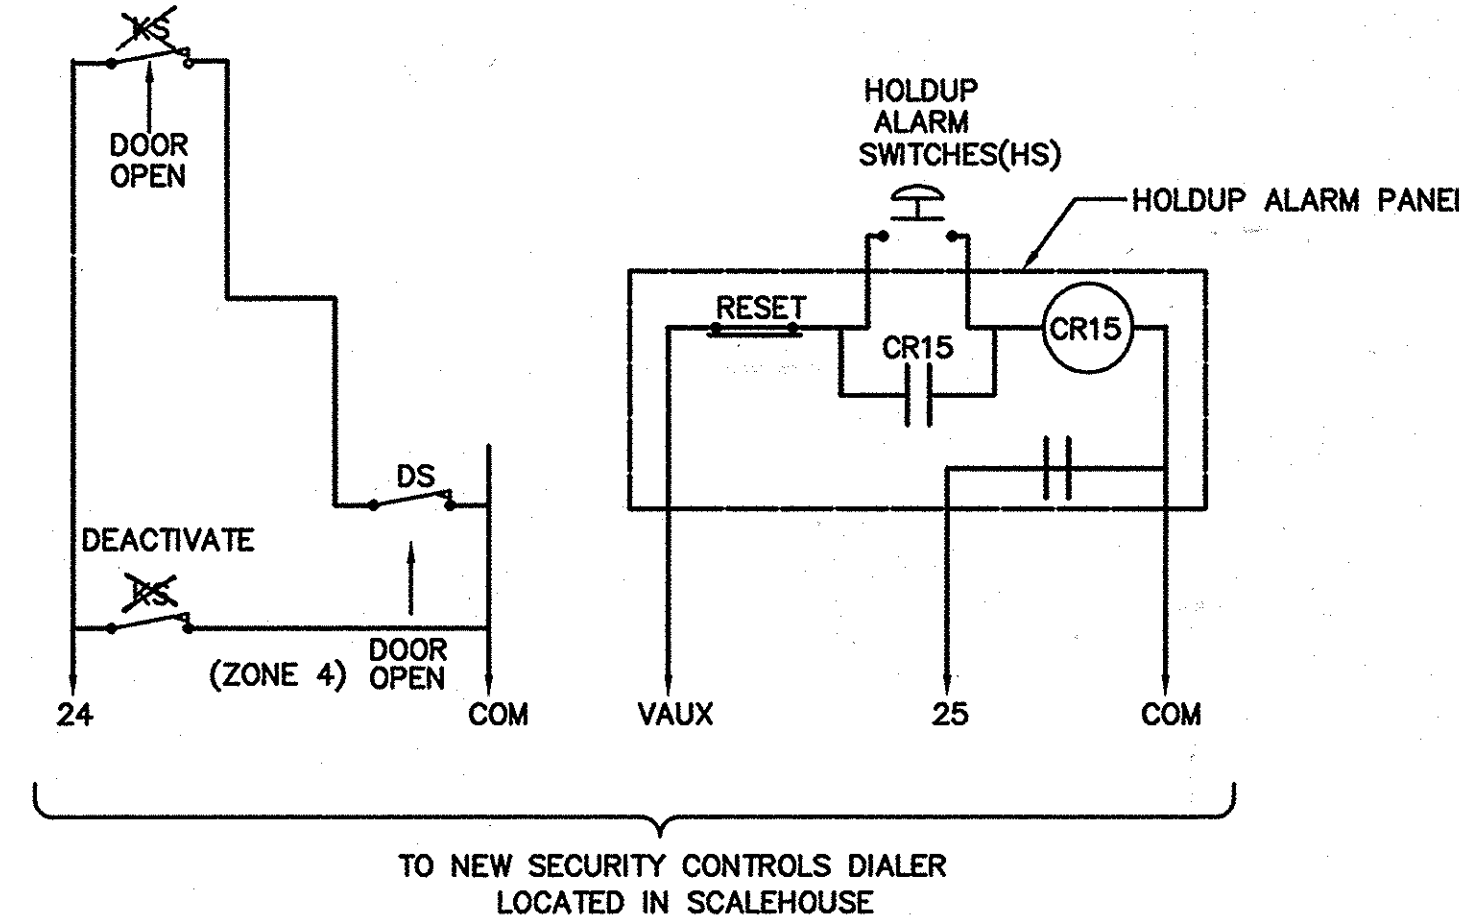 KS
DOOR
OPEN
HOLDUP
ALARM
SWITCHES(HS)
HOLDUP ALARM PANEL
RESET
CR15
CR15
DS
DEACTIVATE
KS
(ZONE 4)
DOOR
OPEN
24
COM
VAUX
25
COM
TO NEW SECURITY CONTROLS DIALER
LOCATED IN SCALEHOUSE